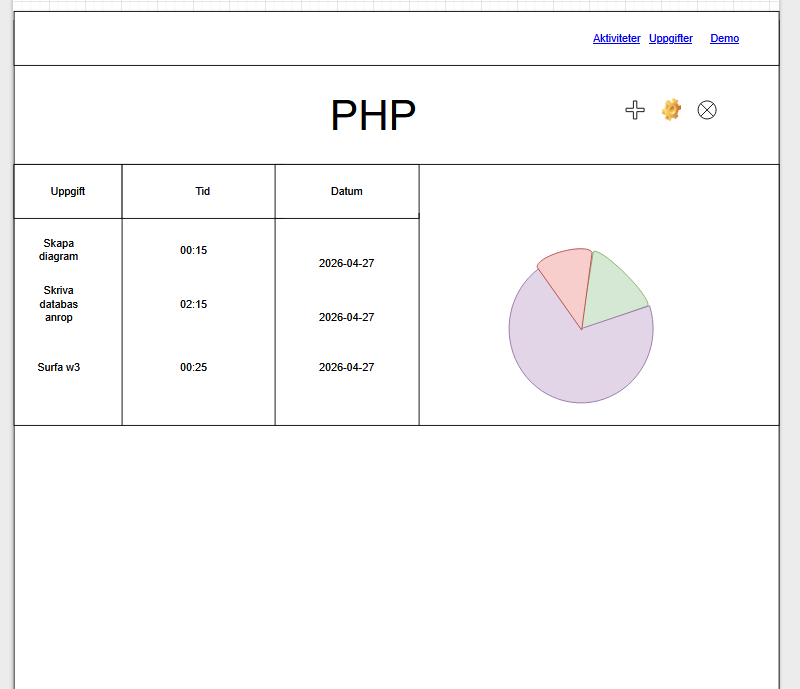 Aktiviteter Uppgifter Demo
PHP
Uppgift Tid Datum
Skapa
diagram
00:15
2026-04-27
Skriva
databas
anrop
02:15
2026-04-27
Surfa w3
00:25
2026-04-27